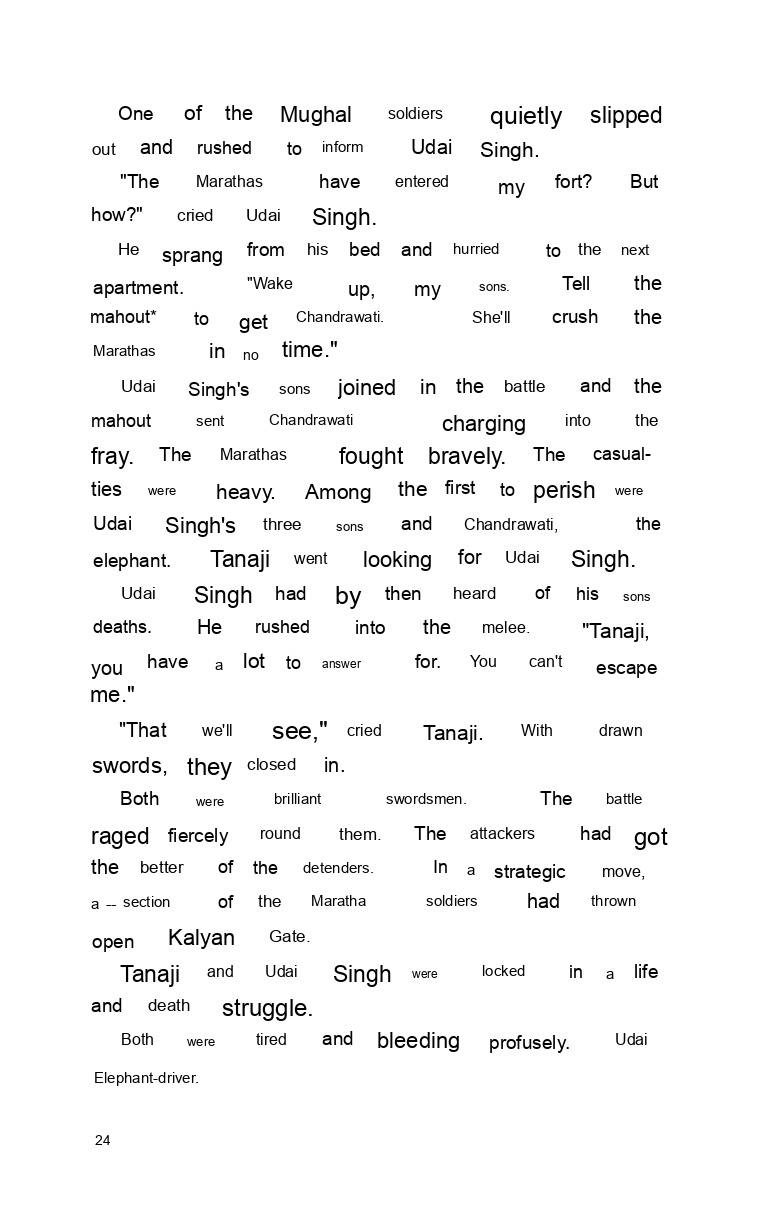 One of the Mughal soldiers quietly slipped
out and rushed to inform Udai Singh.
"The Marathas have entered my fort? But
how?" cried Udai Singh.
He sprang from his bed and hurried to the next
apartment. "Wake up, my sons. Tell the
mahout* to get Chandrawati. She'll crush the
Marathas in no time."
Udai Singh's sons joined in the battle and the
mahout sent Chandrawati charging into the
fray. The Marathas fought bravely. The casual-
ties were heavy. Among the first to perish were
Udai Singh's three sons and Chandrawati, the
elephant. Tanaji went looking for Udai Singh.
Udai Singh had by then heard of his sons
deaths. He rushed into the melee. "Tanaji,
you have a lot to answer for. You can't escape
me."
"That we'll see," cried Tanaji. With drawn
swords, they closed in.
Both were brilliant swordsmen. The battle
raged fiercely round them. The attackers had got
the better of the detenders. In a strategic move,
a -- section of the Maratha soldiers had thrown
open Kalyan Gate.
Tanaji and Udai Singh were locked in a life
and death struggle.
Both were tired and bleeding profusely. Udai
Elephant-driver.
24